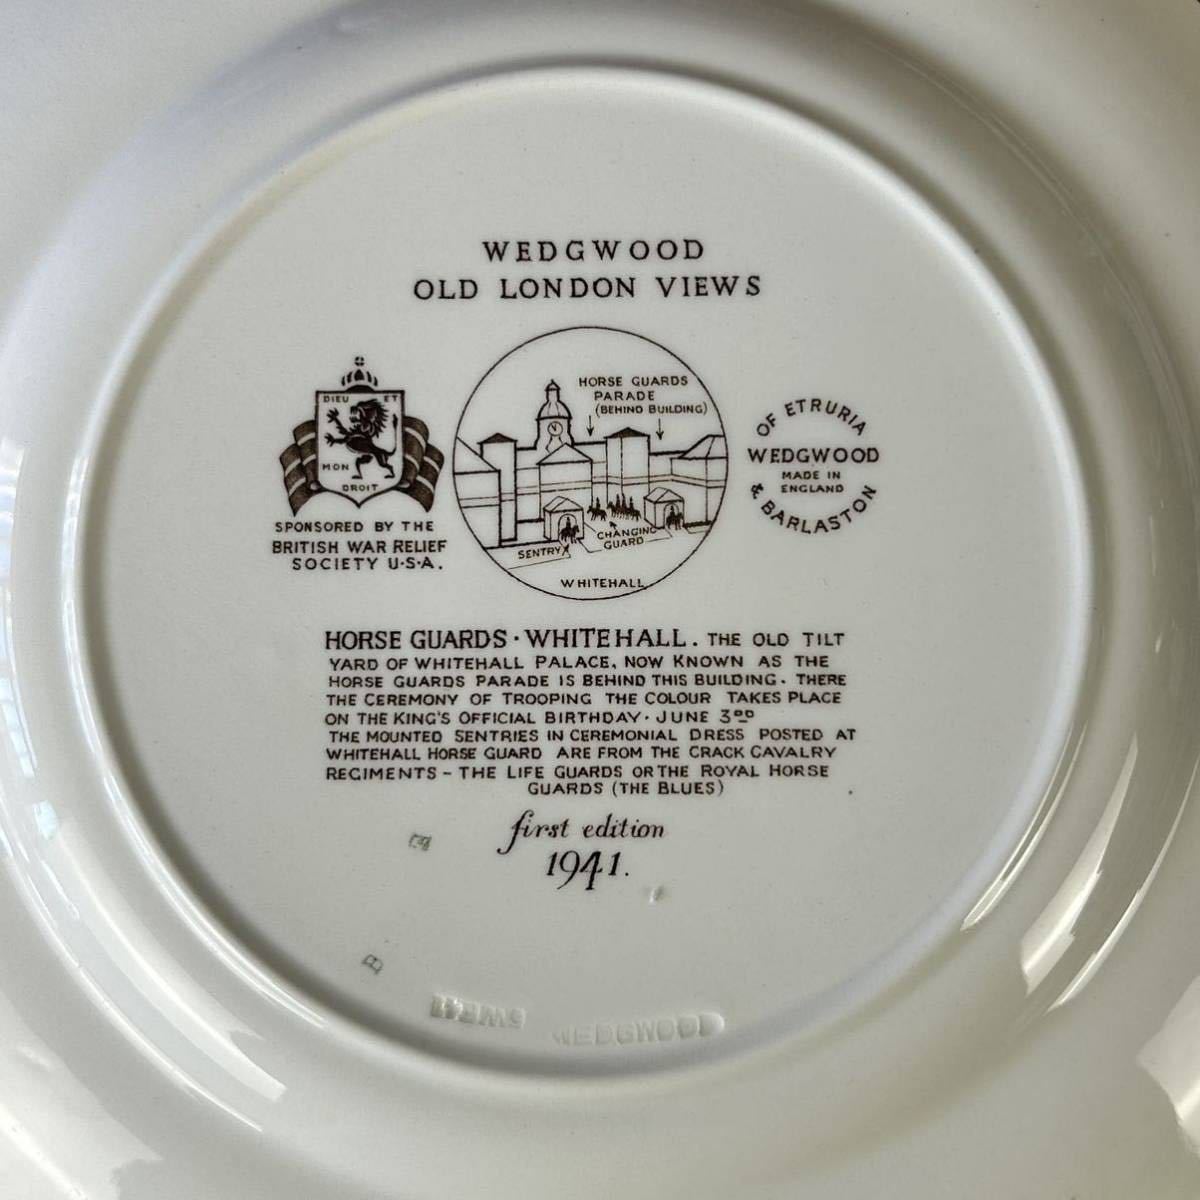 WEDGWOOD
OLD LONDON VIEWS
DIEU ET
MON
DROIT
SPONSORED BY THE
BRITISH WAR RELIEF
SOCIETY U·S·A.
HORSE GUARDS
PARADE
(BEHIND BUILDING)
SENTRY
CHANGING
GUARD
WHITEHALL
OF ETRURIA
WEDGWOOD
MADE IN
ENGLAND
& BARLASTON
HORSE GUARDS · WHITEHALL. THE OLD TILT
YARD OF WHITEHALL PALACE, NOW KNOWN AS THE
HORSE GUARDS PARADE IS BEHIND THIS BUILDING. THERE
THE CEREMONY OF TROOPING THE COLOUR TAKES PLACE
ON THE KING'S OFFICIAL BIRTHDAY · JUNE 3RD
THE MOUNTED SENTRIES IN CEREMONIAL DRESS POSTED AT
WHITEHALL HORSE GUARD ARE FROM THE CRACK CAVALRY
REGIMENTS – THE LIFE GUARDS OR THE ROYAL HORSE
GUARDS (THE BLUES)
first edition
1941.
WEDGWOOD